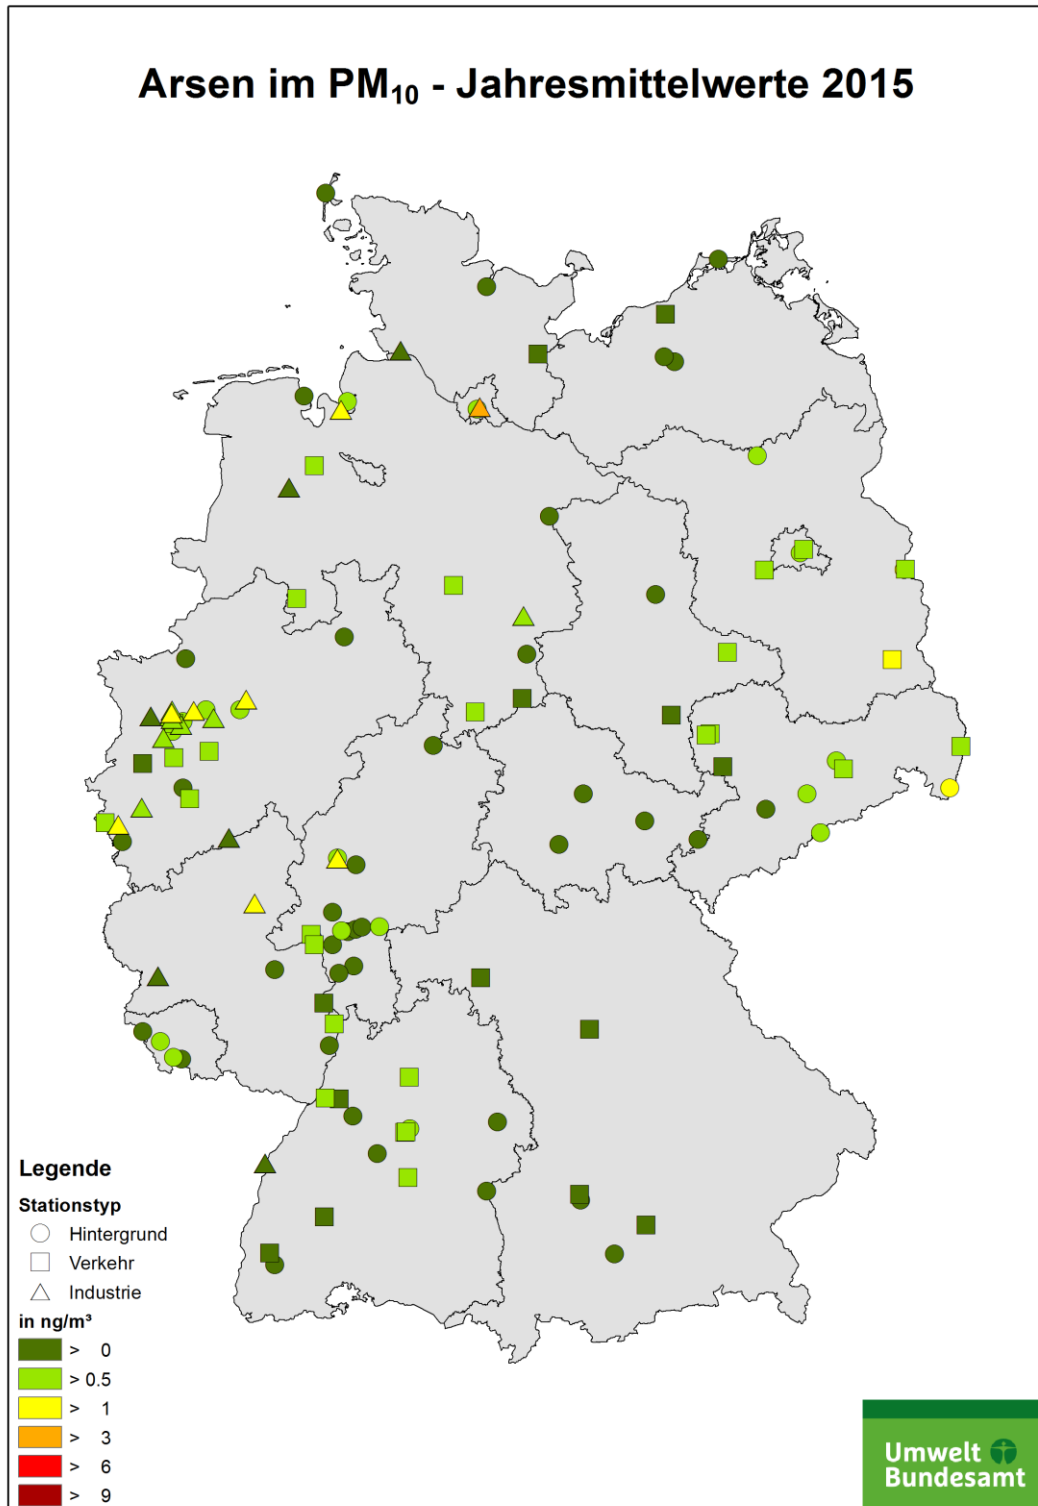 Arsen im PM₁₀ - Jahresmittelwerte 2015
Legende
Stationstyp
Hintergrund
Verkehr
Industrie
in ng/m³
> 0
> 0.5
> 1
> 3
> 6
> 9
Umwelt
Bundesamt